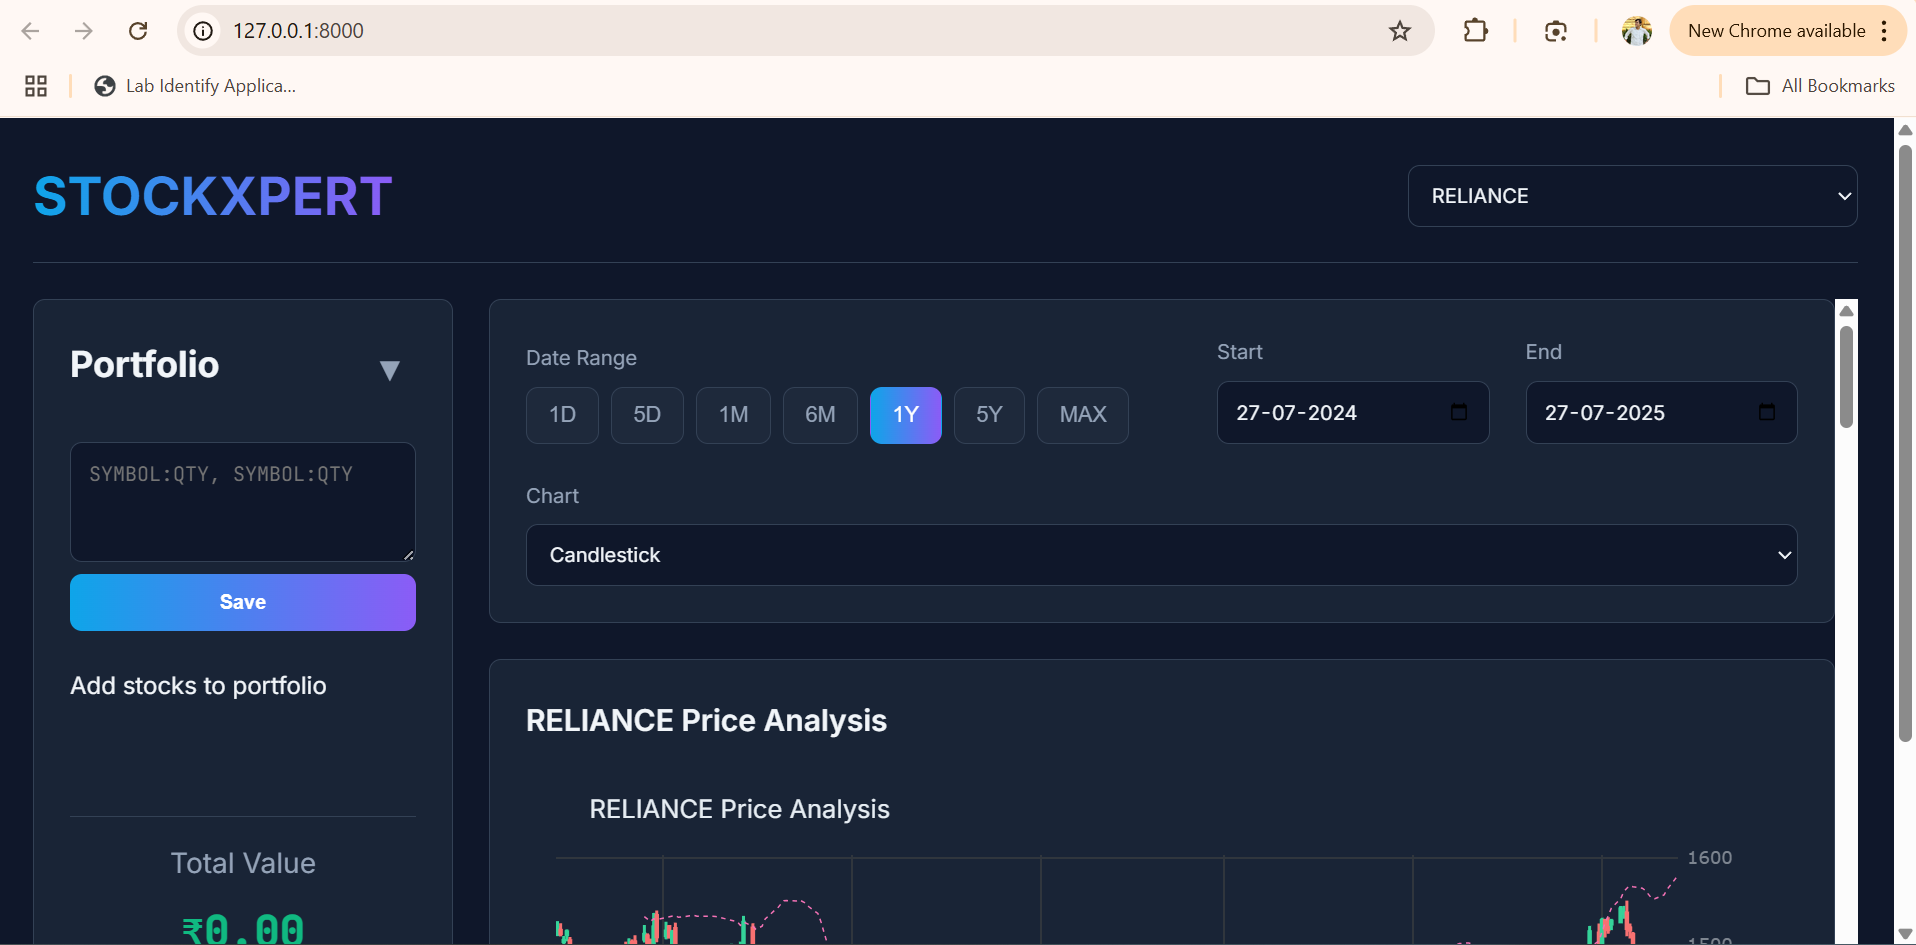 127.0.0.1:8000
New Chrome available
Lab Identify Applica...
All Bookmarks
STOCKXPERT
RELIANCE
Portfolio
SYMBOL:QTY, SYMBOL:QTY
Save
Add stocks to portfolio
Total Value
₹0.00
Date Range
1D 5D 1M 6M 1Y 5Y MAX
Start
27-07-2024
End
27-07-2025
Chart
Candlestick
RELIANCE Price Analysis
RELIANCE Price Analysis
1600
1500